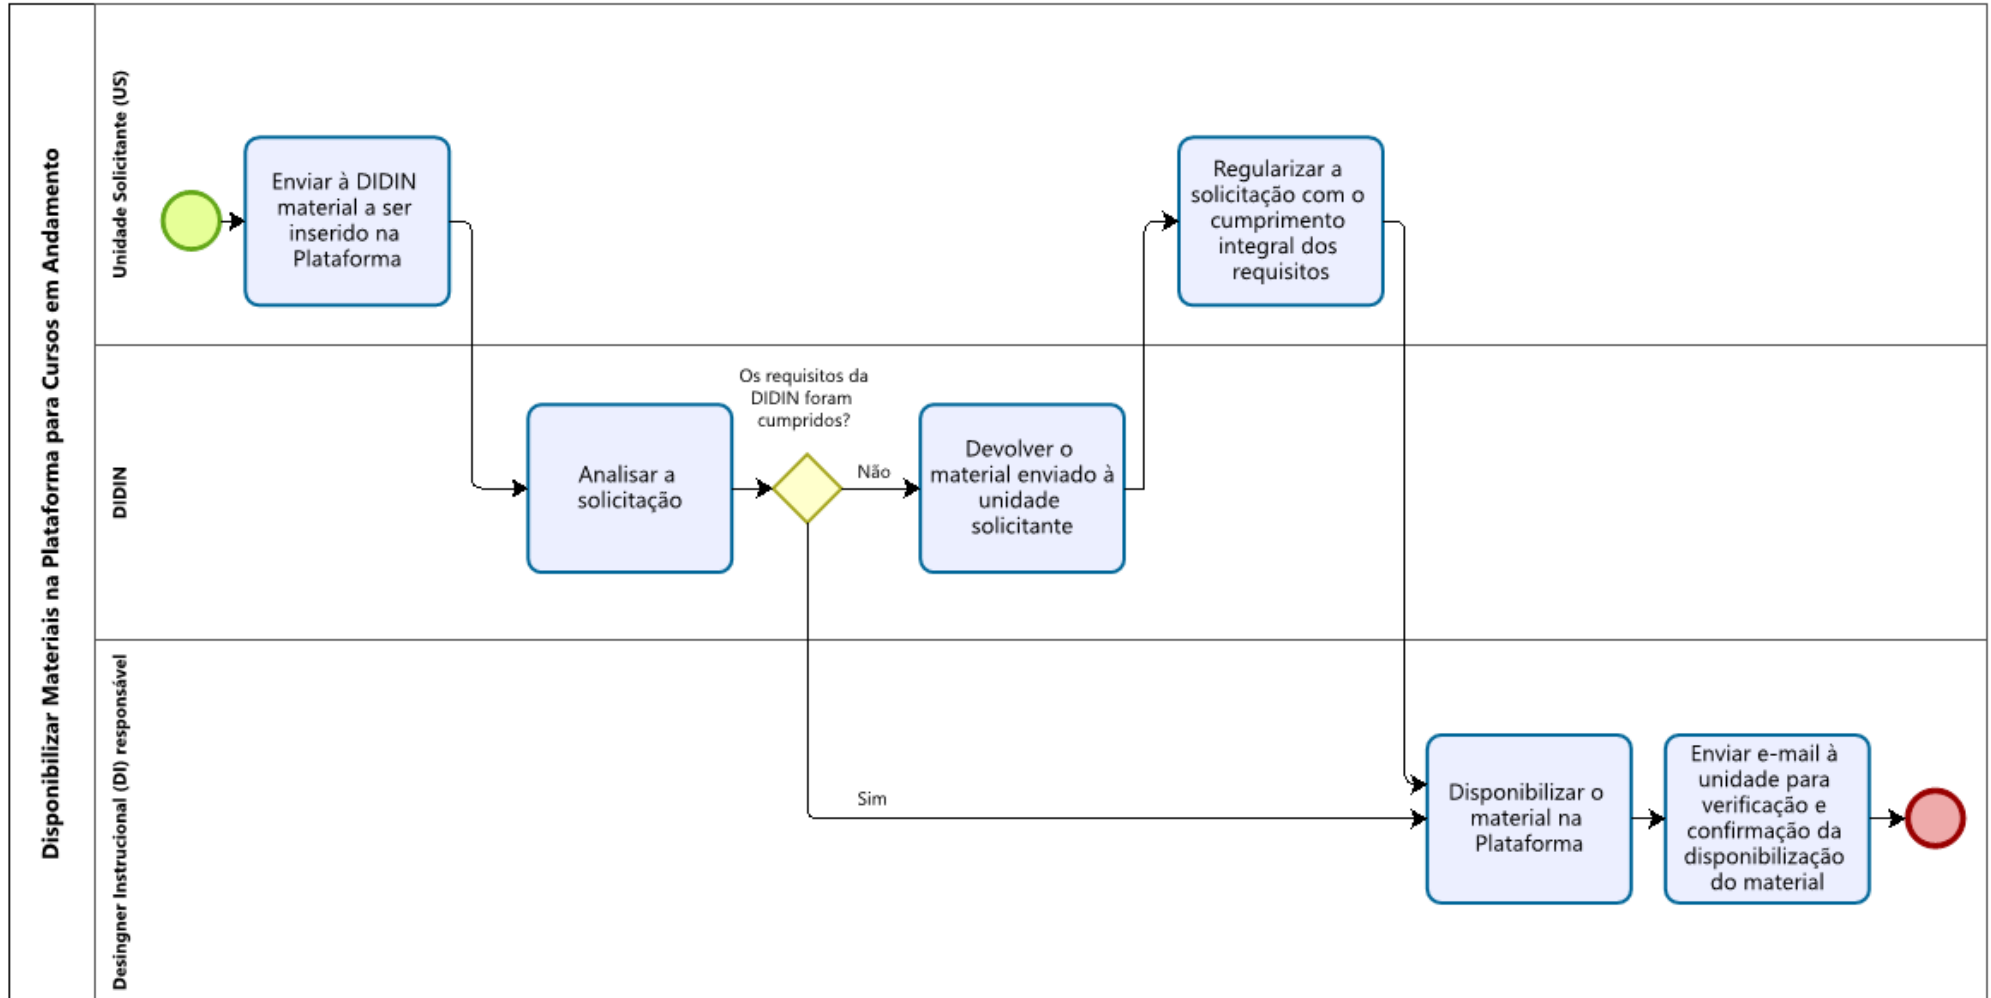 Disponibilizar Materiais na Plataforma para Cursos em Andamento
Unidade Solicitante (US)
Enviar à DIDIN
material a ser
inserido na
Plataforma
Regularizar a
solicitação com o
cumprimento
integral dos
requisitos
DIDIN
Analisar a
solicitação
Os requisitos da
DIDIN foram
cumpridos?
Não
Devolver o
material enviado à
unidade
solicitante
Desingner Instrucional (DI) responsável
Sim
Disponibilizar o
material na
Plataforma
Enviar e-mail à
unidade para
verificação e
confirmação da
disponibilização
do material